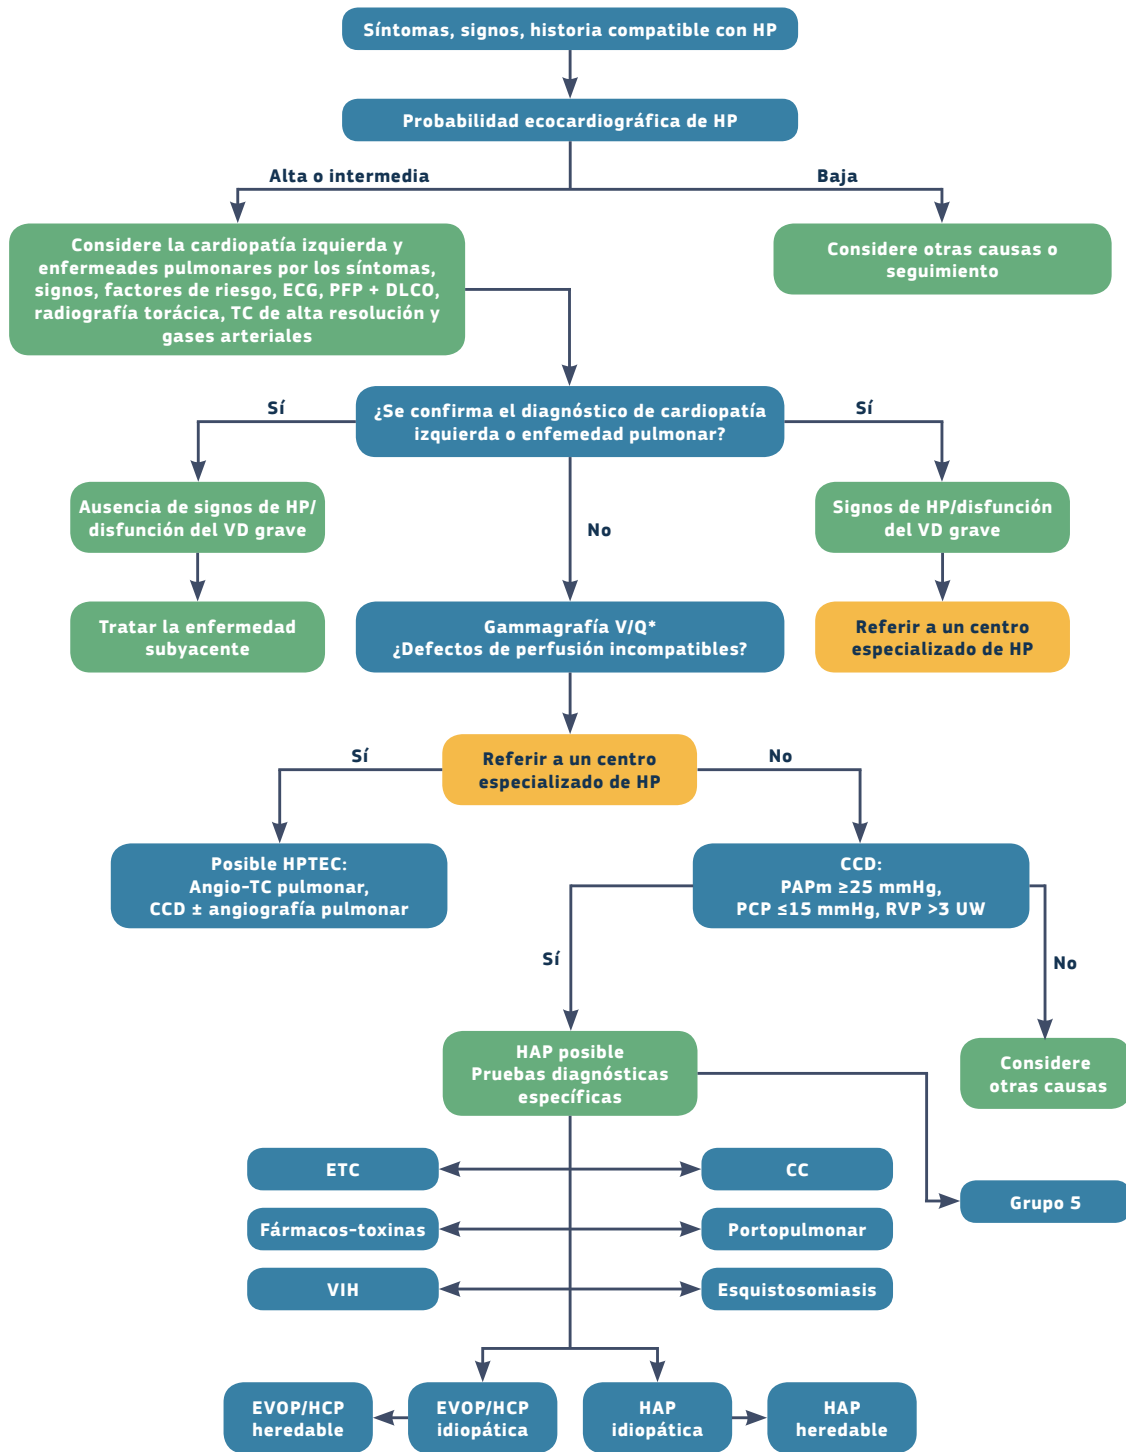 Síntomas, signos, historia compatible con HP
Probabilidad ecocardiográfica de HP
Alta o intermedia
Baja
Considere la cardiopatía izquierda y
enfermeades pulmonares por los síntomas,
signos, factores de riesgo, ECG, PFP + DLCO,
radiografía torácica, TC de alta resolución y
gases arteriales
Considere otras causas o
seguimiento
Sí
¿Se confirma el diagnóstico de cardiopatía
izquierda o enfemedad pulmonar?
Sí
Ausencia de signos de HP/
disfunción del VD grave
No
Signos de HP/disfunción
del VD grave
Tratar la enfermedad
subyacente
Gammagrafía V/Q*
¿Defectos de perfusión incompatibles?
Referir a un centro
especializado de HP
Sí
Referir a un centro
especializado de HP
No
Posible HPTEC:
Angio-TC pulmonar,
CCD ± angiografía pulmonar
CCD:
PAPm ≥25 mmHg,
PCP ≤15 mmHg, RVP >3 UW
Sí
No
HAP posible
Pruebas diagnósticas
específicas
Considere
otras causas
ETC
CC
Grupo 5
Fármacos-toxinas
Portopulmonar
VIH
Esquistosomiasis
EVOP/HCP
heredable
EVOP/HCP
idiopática
HAP
idiopática
HAP
heredable